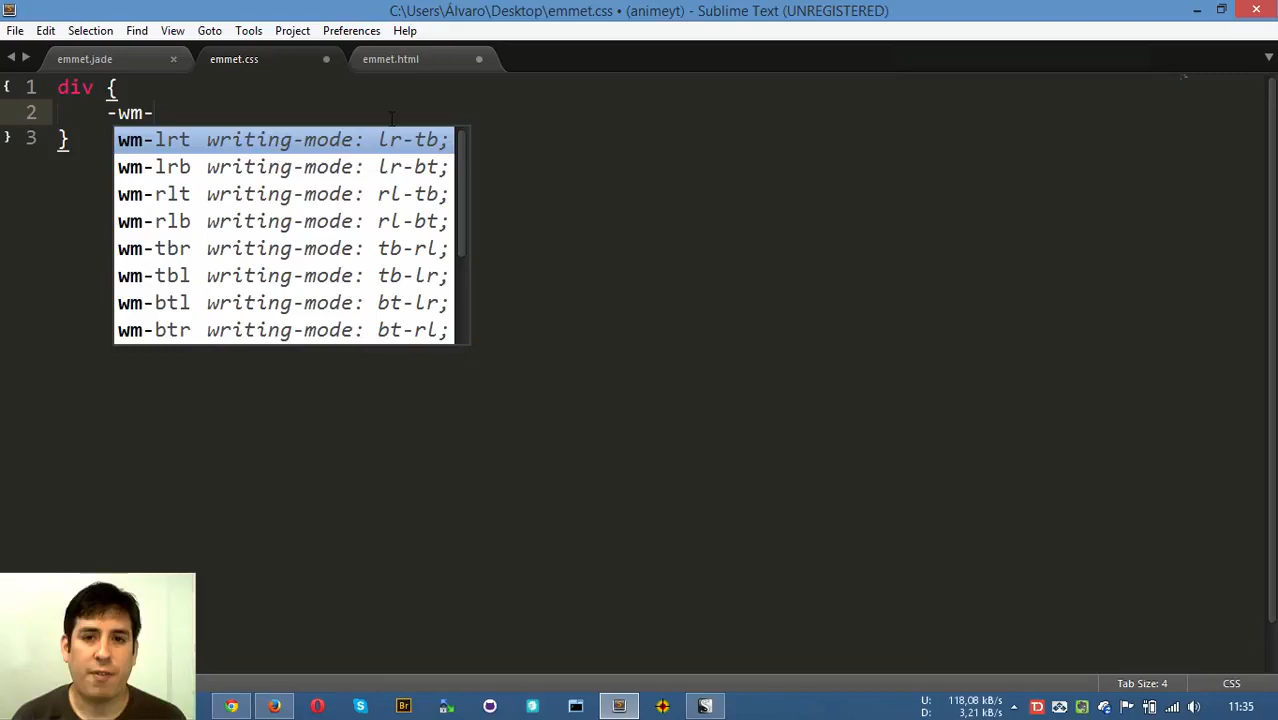 C:\Users\Álvaro\Desktop\emmet.css • (animeyt) - Sublime Text (UNREGISTERED)
File Edit Selection Find View Goto Tools Project Preferences Help
emmet.jade × emmet.css emmet.html
1 div {
2 -wm-
3 }
wm-lrt writing-mode: lr-tb;
wm-lrb writing-mode: lr-bt;
wm-rlt writing-mode: rl-tb;
wm-rlb writing-mode: rl-bt;
wm-tbr writing-mode: tb-rl;
wm-tbl writing-mode: tb-lr;
wm-btl writing-mode: bt-lr;
wm-btr writing-mode: bt-rl;
Tab Size: 4 CSS
Br
U: 118,08 kB/s
D: 3,21 kB/s
TD
11:35